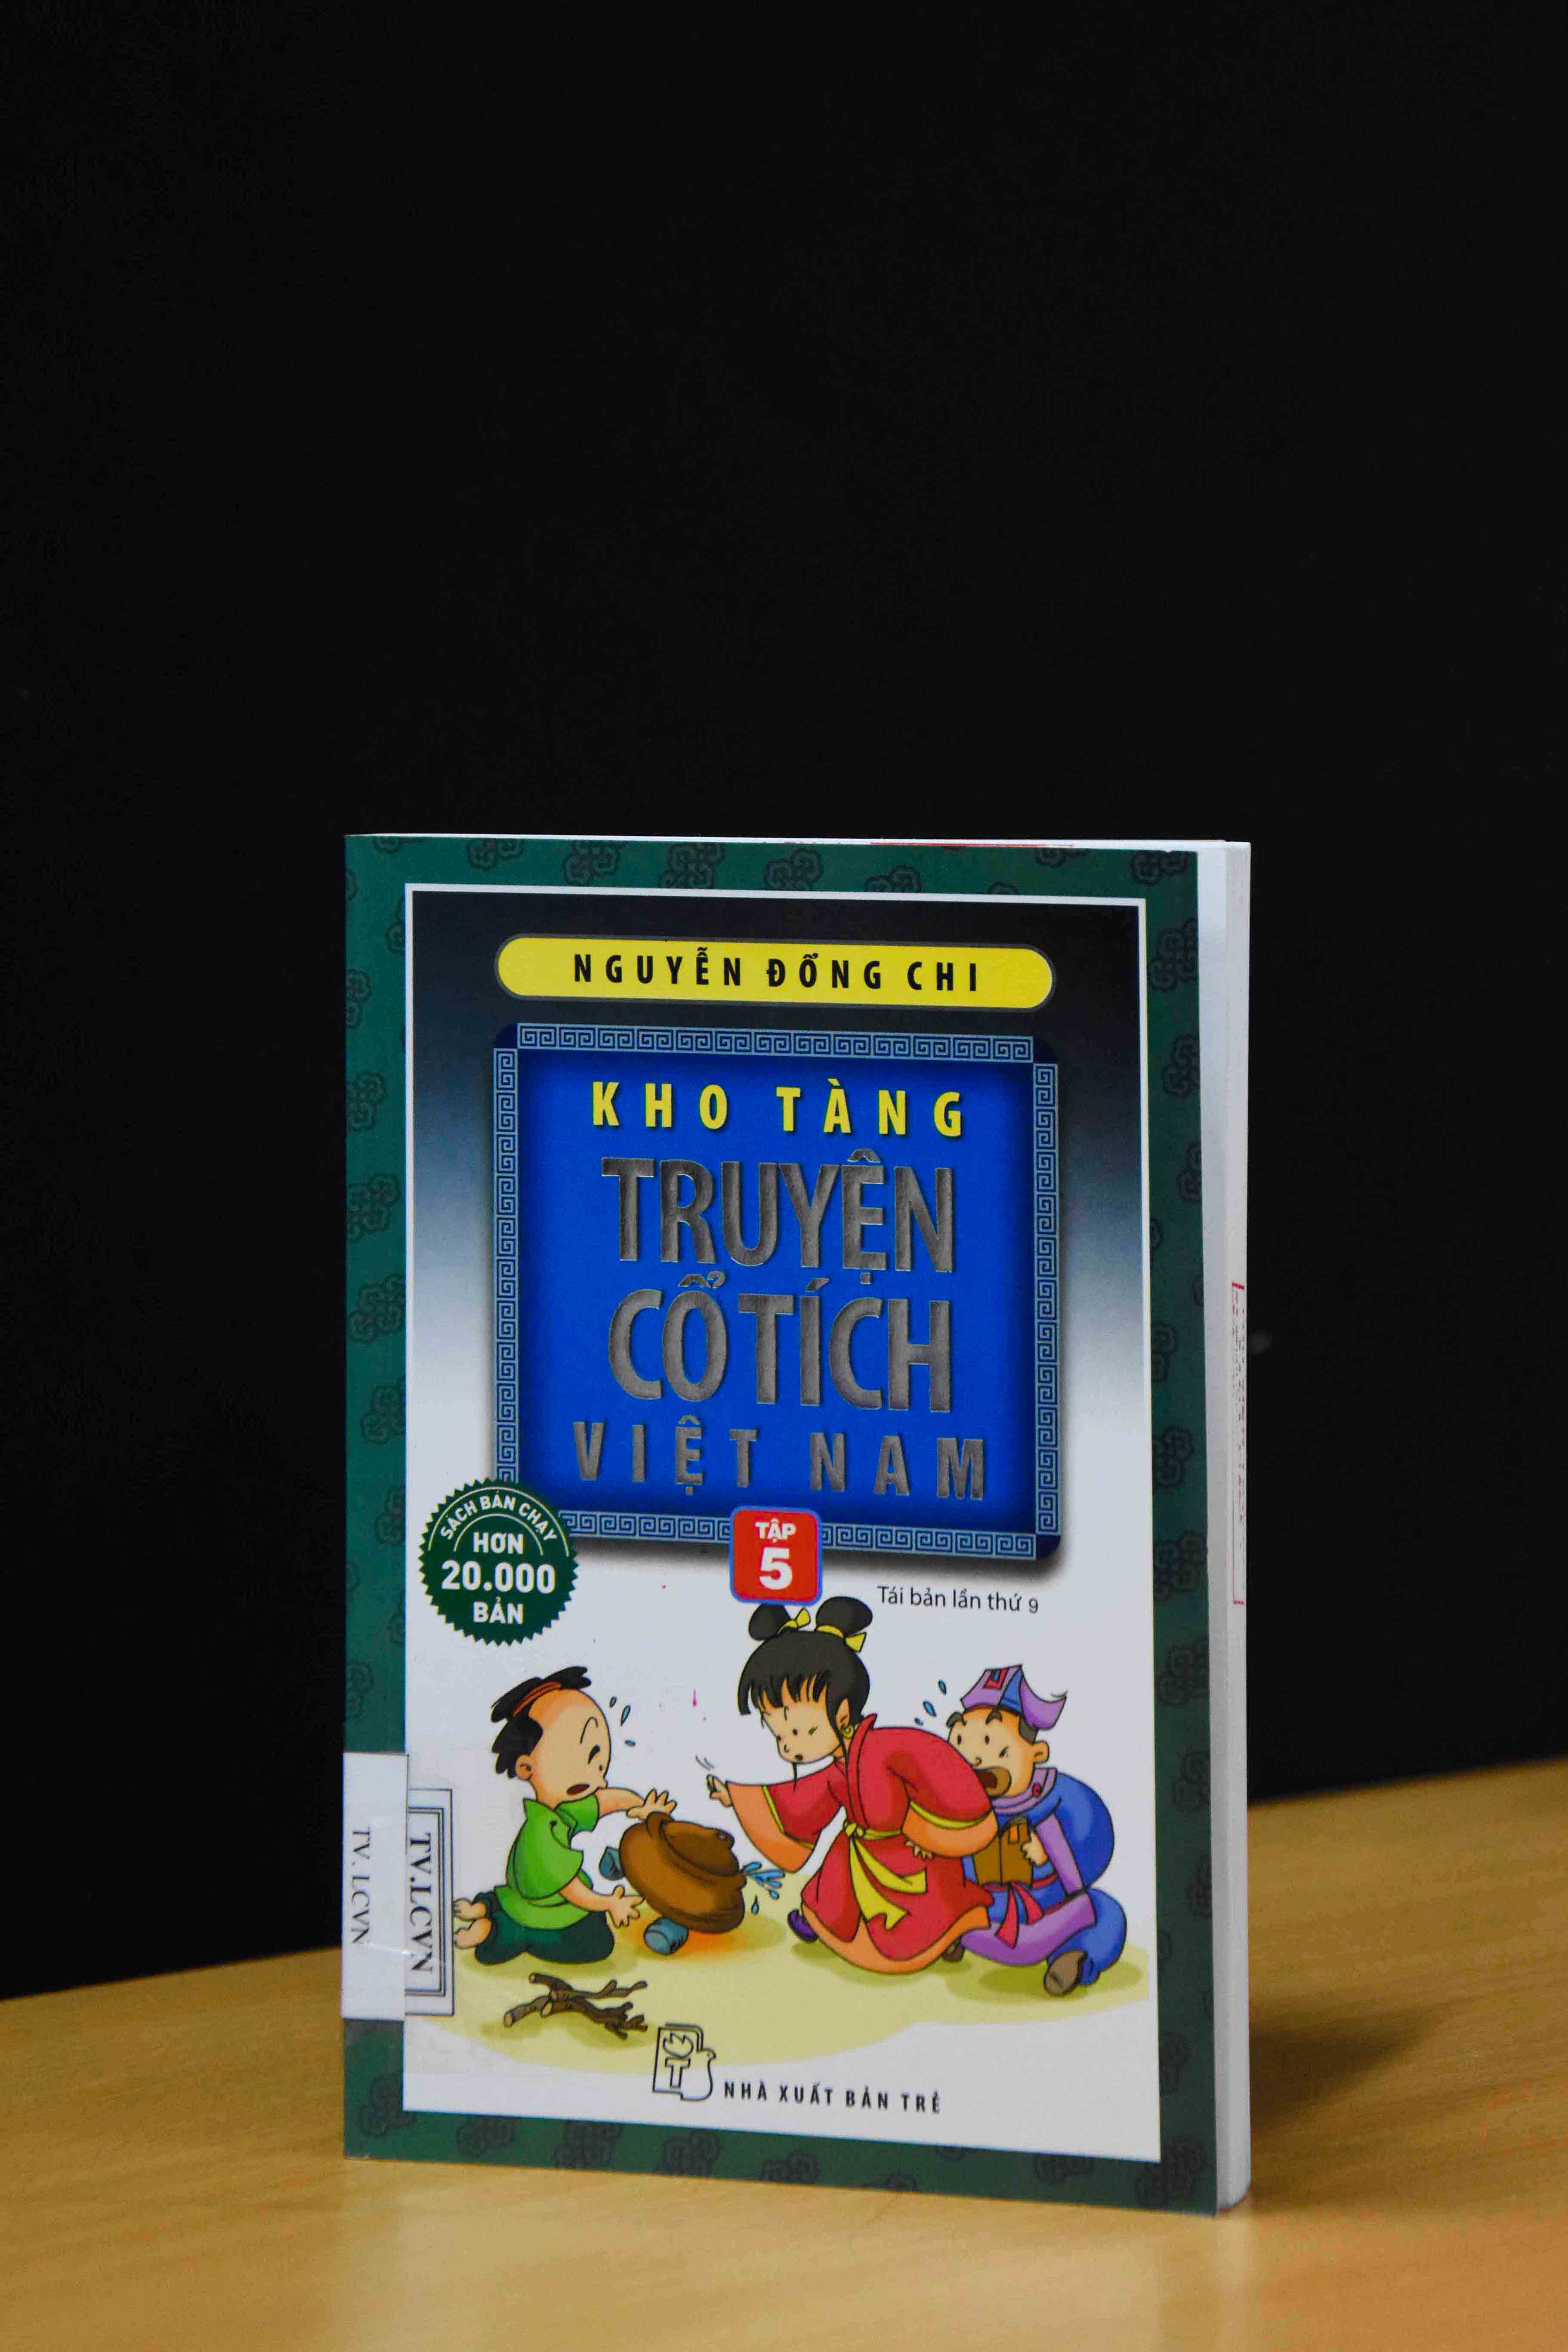 NGUYỄN ĐỔNG CHI
KHO TÀNG
TRUYỆN
CỔ TÍCH
VIỆT NAM
TẬP
5
SÁCH BÁN CHẠY
HƠN
20.000
BẢN
Tái bản lần thứ 9
TV.LCVN
TV.LCVN
NHÀ XUẤT BẢN TRẺ